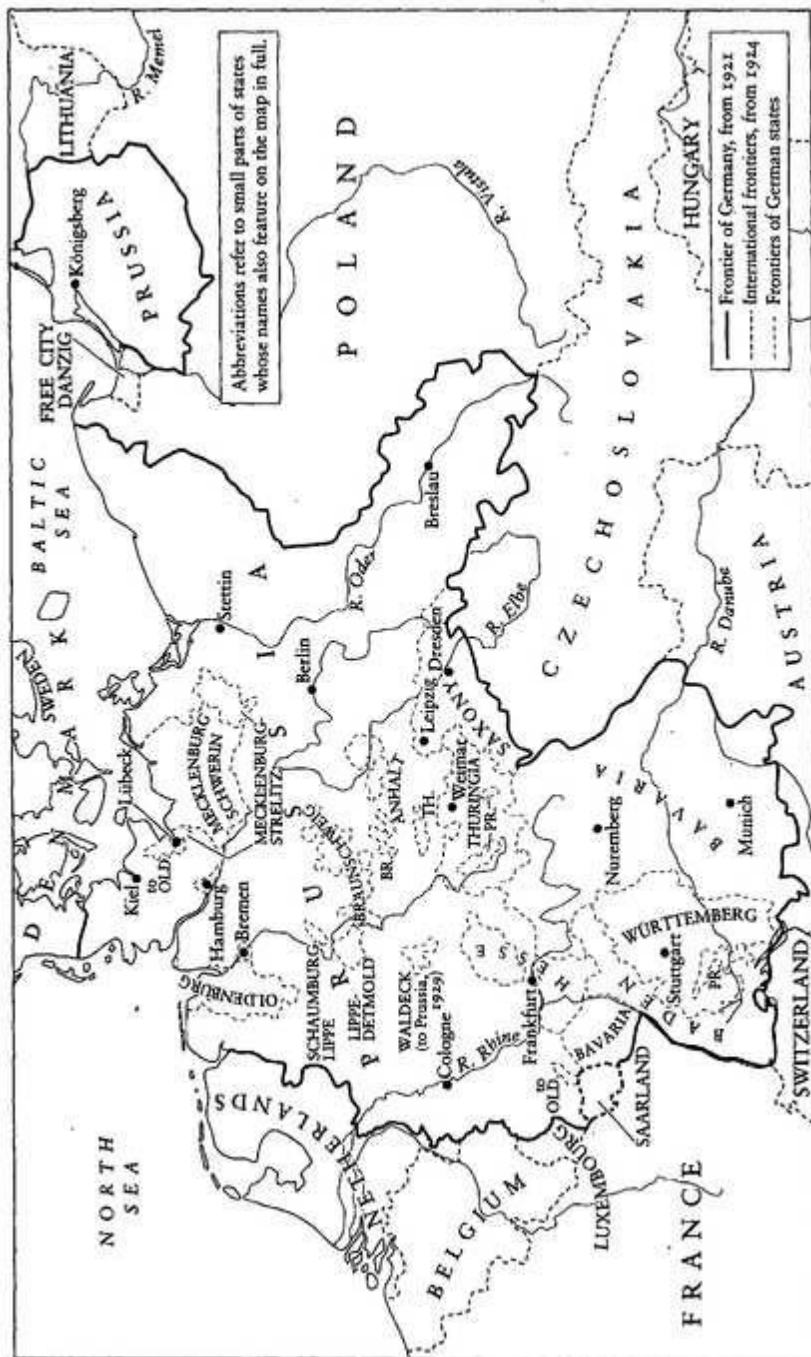 NORTH
SEA
DENMARK
SWEDEN
BALTIC
SEA
LITHUANIA
R. Memel
Königsberg
PRUSSIA
FREE CITY
DANZIG
Abbreviations refer to small parts of states
whose names also feature on the map in full.
Kiel
Lübeck
to
OLD.
Hamburg
Bremen
OLDENBURG
MECKLENBURG
SCHWERIN
MECKLENBURG
STRELITZ
Stettin
NETHERLANDS
SCHAUMBURG
LIPPE
LIPPE-
DETMOLD
BRAUNSCHWEIG
PRUSSIA
Berlin
POLAND
R. Vistula
R. Oder
WALDECK
(to Prussia,
1929)
BR.
ANHALT
TH.
Leipzig
Dresden
Breslau
Cologne
R. Rhine
Weimar
THURINGIA
PR.
SAXONY
R. Elbe
BELGIUM
LUXEMBOURG
Frankfurt
HESSE
to
OLD.
BAVARIA
SAARLAND
CZECHOSLOVAKIA
Nuremberg
FRANCE
BADEN
Stuttgart
WÜRTTEMBERG
PR.
BAVARIA
Munich
R. Danube
SWITZERLAND
AUSTRIA
HUNGARY
Frontier of Germany, from 1921
International frontiers, from 1924
Frontiers of German states